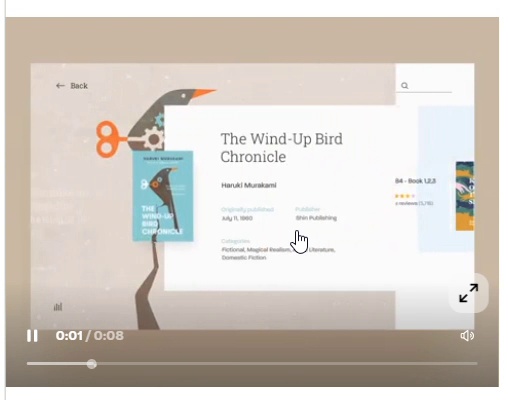 ← Back
The Wind-Up Bird
Chronicle
Haruki Murakami
Originally published
July 11, 1960
Publisher
Shin Publishing
Categories
Fictional, Magical Realism, Literature,
Domestic Fiction
HARUKI MURAKAMI
THE
WIND-UP
BIRD
CHRONICLE
84 - Book 1,2,3
0:01 / 0:08